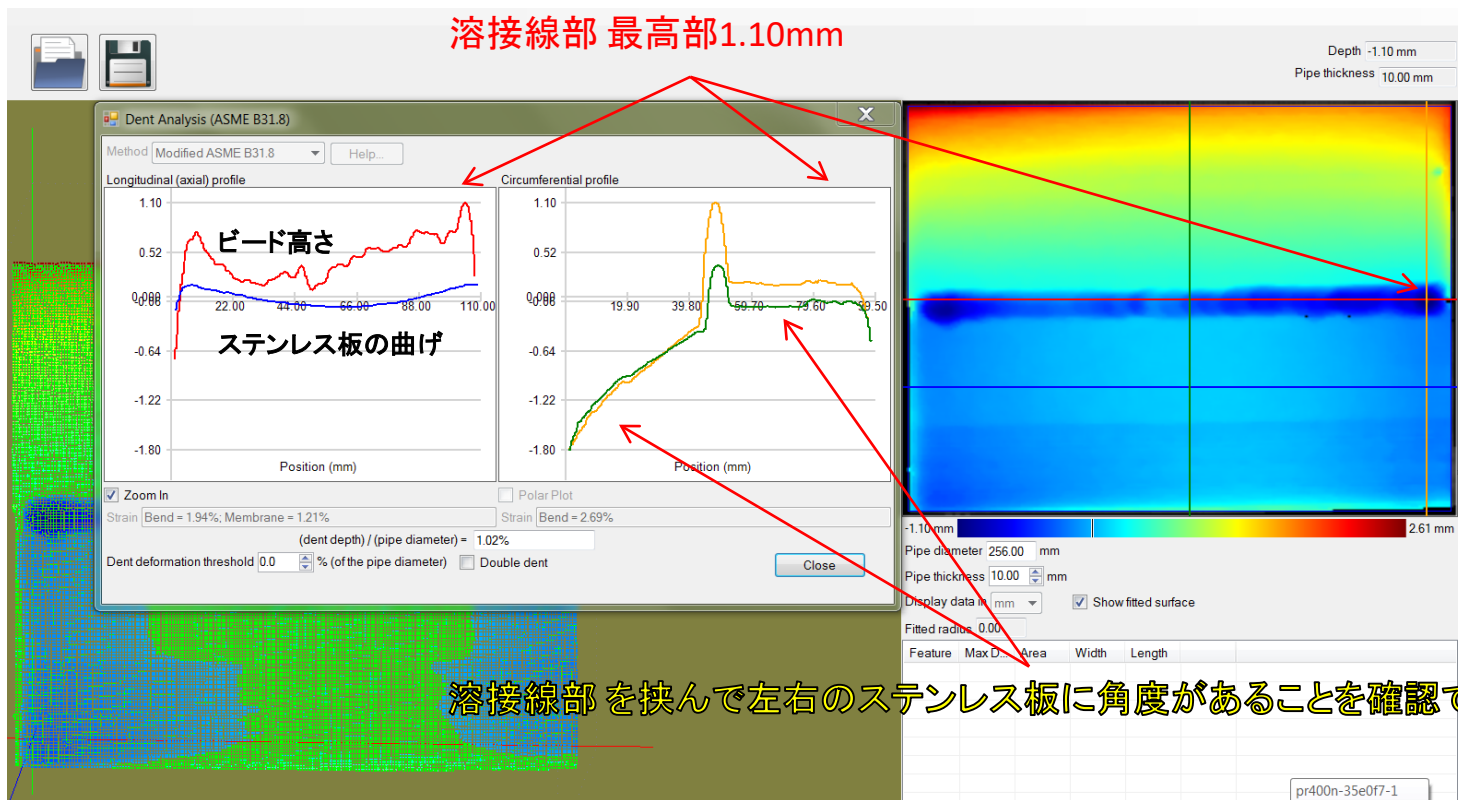 溶接線部 最高部1.10mm
Depth -1.10 mm
Pipe thickness 10.00 mm
Dent Analysis (ASME B31.8)
Method Modified ASME B31.8 Help...
Longitudinal (axial) profile
1.10
0.52
-0.64
-1.22
-1.80
22.00 44.00 66.00 88.00 110.00
ビード高さ
ステンレス板の曲げ
Position (mm)
Circumferential profile
1.10
0.52
-0.64
-1.22
-1.80
19.90 39.80 59.70 79.60 99.50
Position (mm)
Zoom In
Polar Plot
Strain Bend = 1.94%; Membrane = 1.21%
Strain Bend = 2.69%
(dent depth) / (pipe diameter) = 1.02%
Dent deformation threshold 0.0 % (of the pipe diameter) Double dent
Close
-1.10 mm 2.61 mm
Pipe diameter 256.00 mm
Pipe thickness 10.00 mm
Display data in mm Show fitted surface
Fitted radius 0.00
Feature Max D... Area Width Length
溶接線部 を挟んで左右のステンレス板に角度があることを確認で
pr400n-35e0f7-1